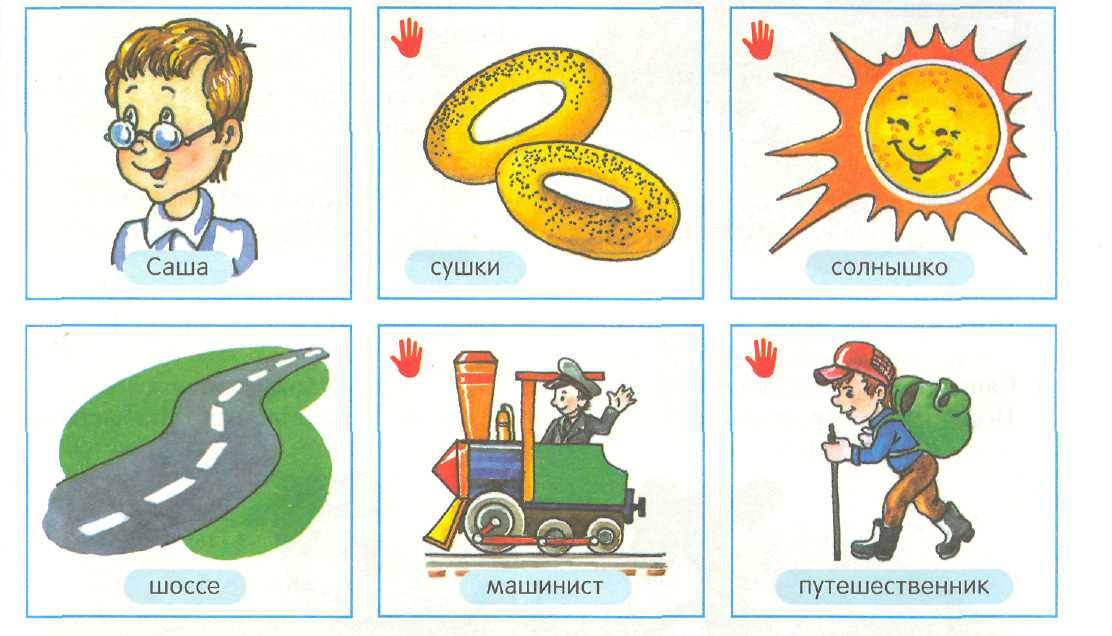 Саша
сушки
солнышко
шоссе
машинист
путешественник